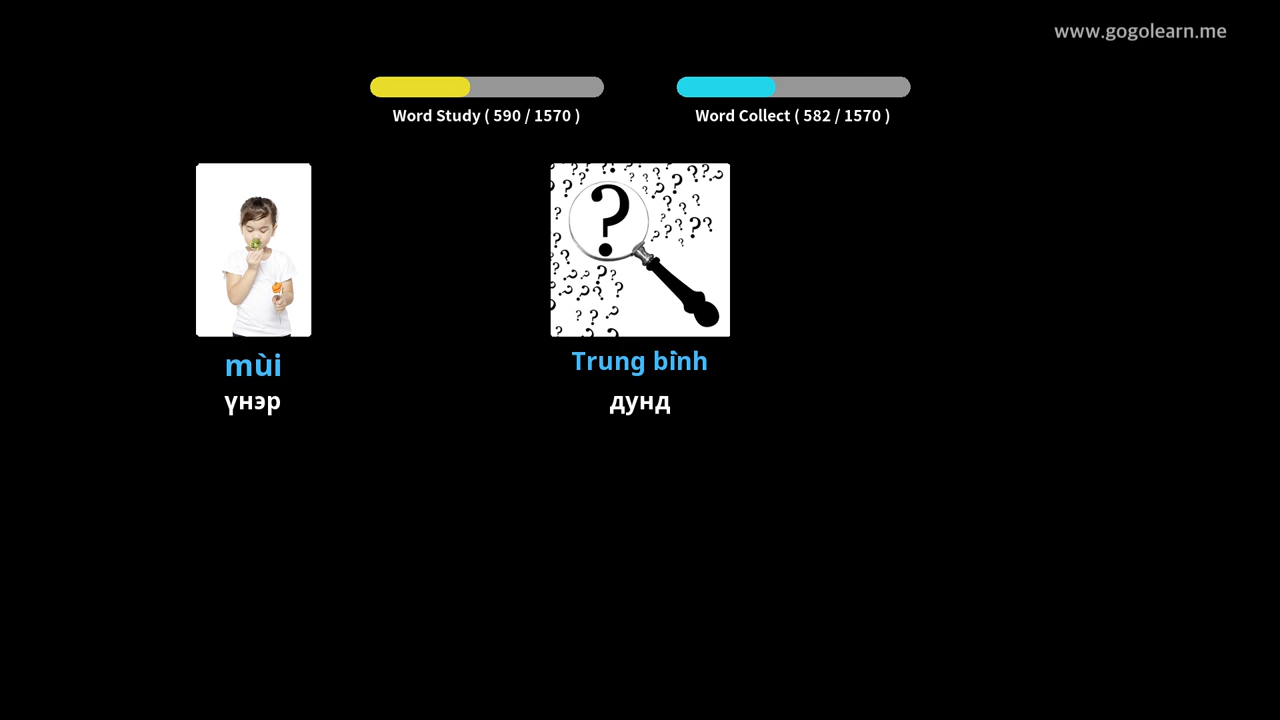 www.gogolearn.me
Word Study ( 590 / 1570 )
Word Collect ( 582 / 1570 )
mùi
үнэр
Trung bình
дунд